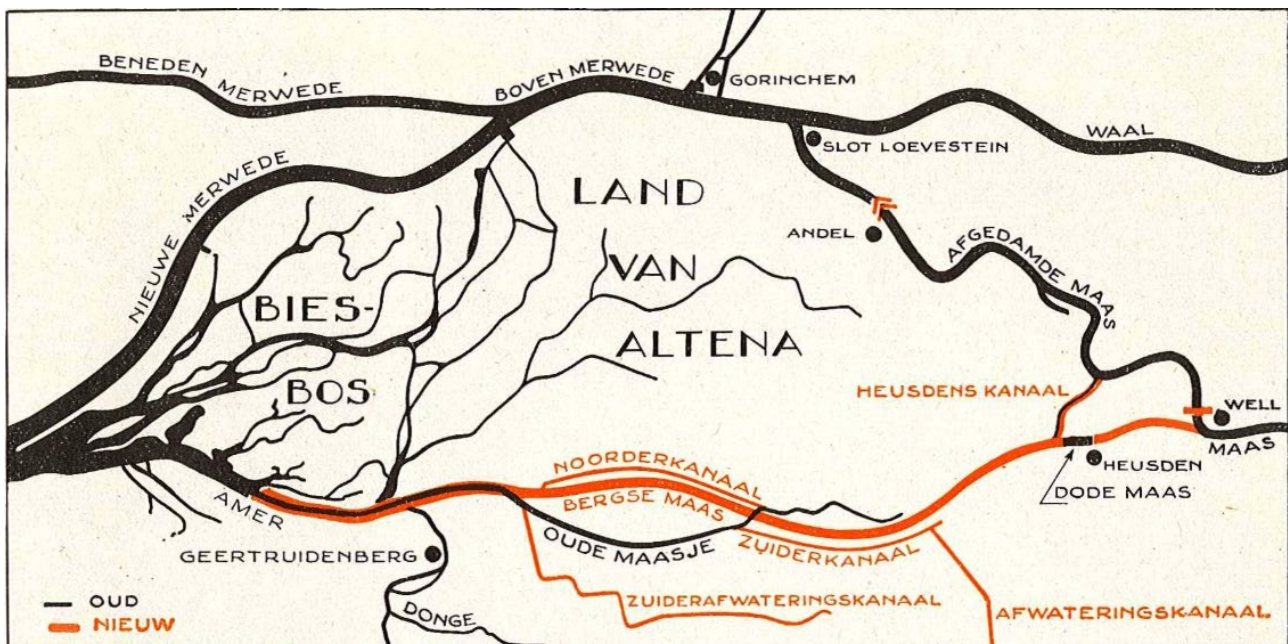 BENEDEN MERWEDE
BOVEN MERWEDE
GORINCHEM
WAAL
SLOT LOEVESTEIN
NIEUWE MERWEDE
LAND
VAN
ALTENA
ANDEL
AFGEDAMDE MAAS
BIES-
BOS
HEUSDENS KANAAL
WELL
MAAS
HEUSDEN
DODE MAAS
NOORDERKANAAL
BERGSE MAAS
AMER
OUDE MAASJE
ZUIDERKANAAL
GEERTRUIDENBERG
ZUIDERAFWATERINGSKANAAL
AFWATERINGSKANAAL
DONGE
OUD
NIEUW